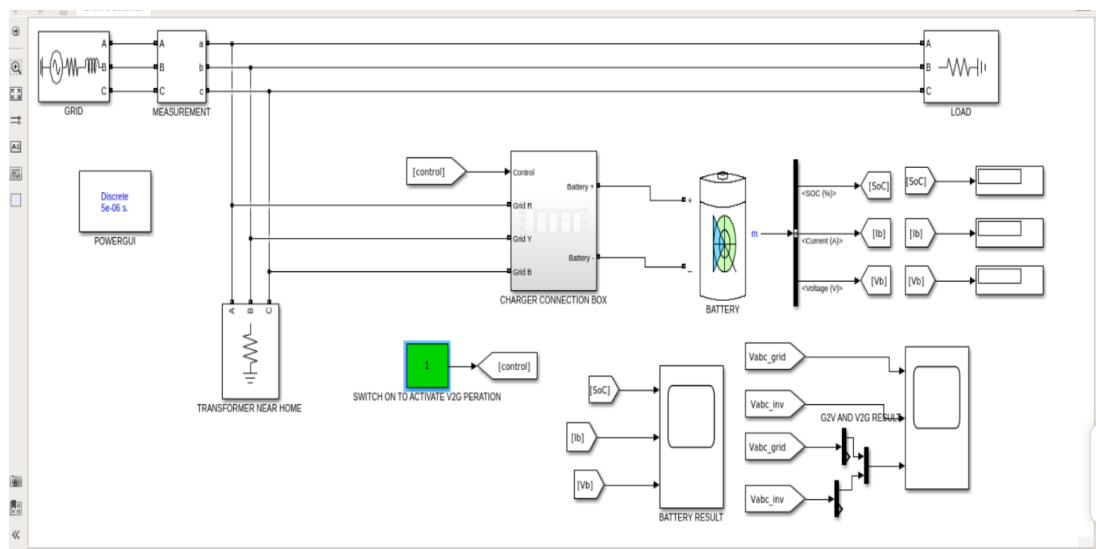 A A a A
B B b B
C C c C
GRID
MEASUREMENT
LOAD
Discrete
5e-06 s.
POWERGUI
[control]
Control
Grid R
Grid Y
Grid B
Battery +
Battery -
CHARGER CONNECTION BOX
+
m
–
BATTERY
<SOC (%)>
<Current (A)>
<Voltage (V)>
[SoC] [SoC]
[Ib] [Ib]
[Vb] [Vb]
A B C
TRANSFORMER NEAR HOME
1
[control]
SWITCH ON TO ACTIVATE V2G PERATION
[SoC]
[Ib]
[Vb]
BATTERY RESULT
Vabc_grid
Vabc_inv
G2V AND V2G RESULT
Vabc_grid
Vabc_inv